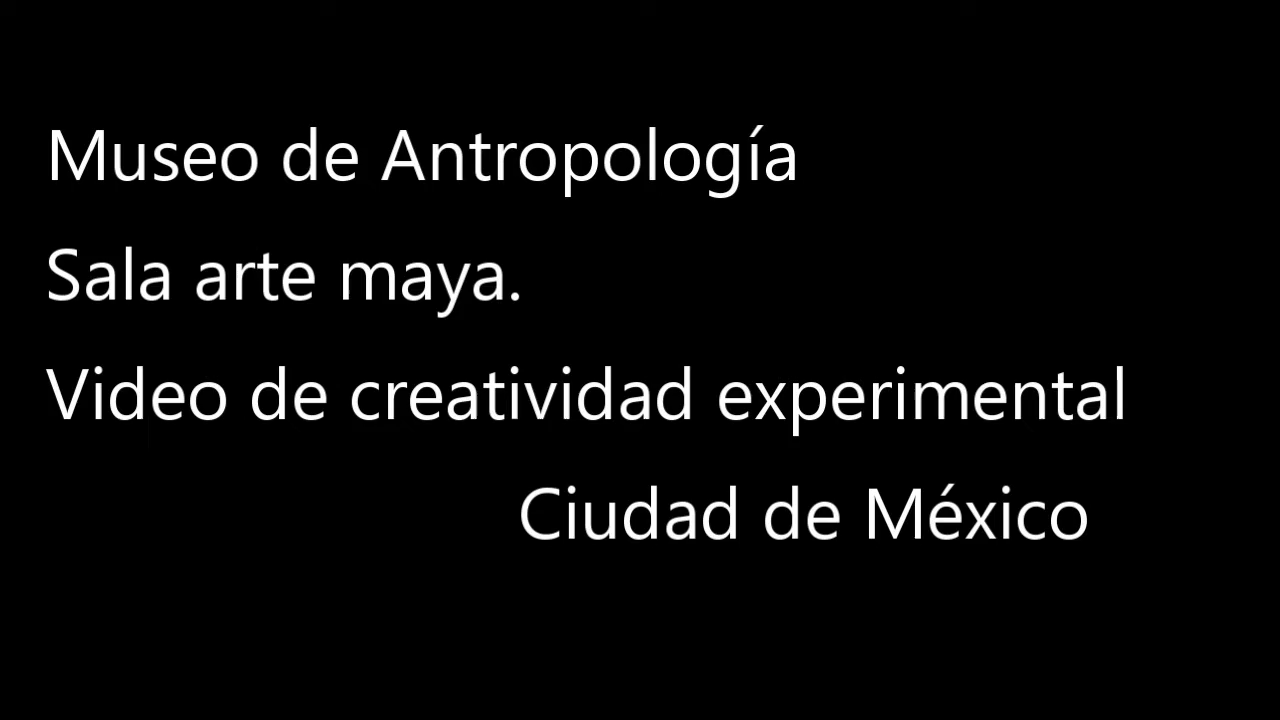 Museo de Antropología
Sala arte maya.
Video de creatividad experimental
Ciudad de México